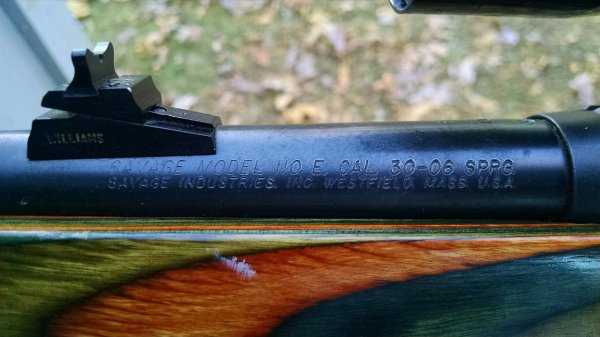 WILLIAMS
SAVAGE MODEL 110 E, CAL. 30-06 SPRG.
SAVAGE INDUSTRIES, INC. WESTFIELD, MASS. U.S.A.